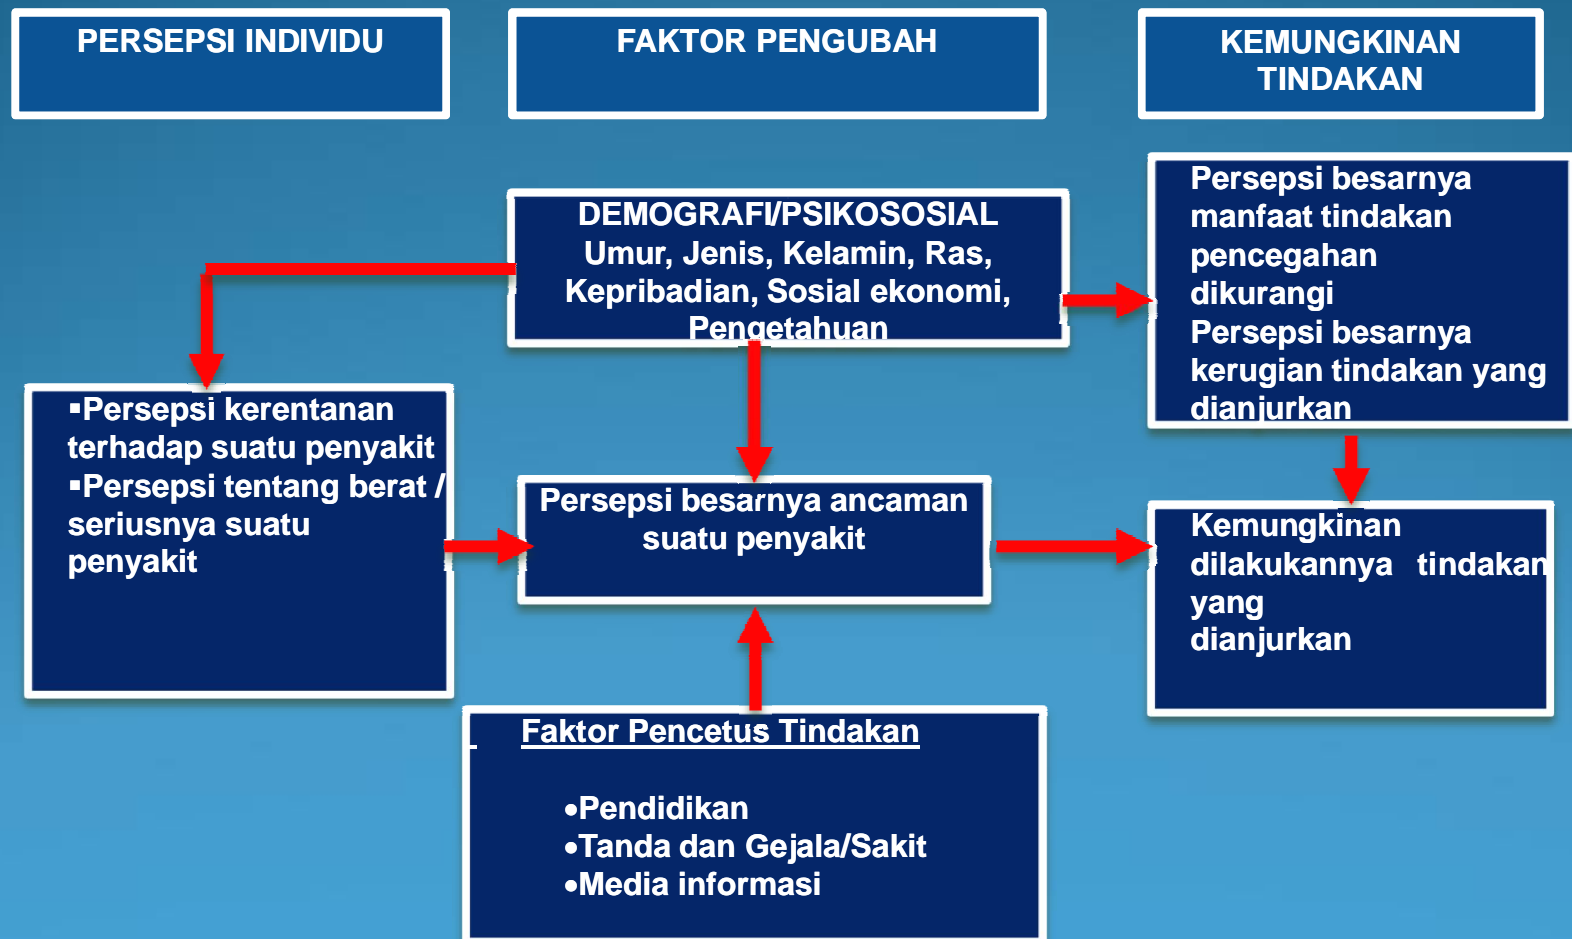 PERSEPSI INDIVIDU
FAKTOR PENGUBAH
KEMUNGKINAN
TINDAKAN
DEMOGRAFI/PSIKOSOSIAL
Umur, Jenis, Kelamin, Ras,
Kepribadian, Sosial ekonomi,
Pengetahuan
Persepsi besarnya
manfaat tindakan
pencegahan
dikurangi
Persepsi besarnya
kerugian tindakan yang
dianjurkan
▪Persepsi kerentanan
terhadap suatu penyakit
▪Persepsi tentang berat /
seriusnya suatu
penyakit
Persepsi besarnya ancaman
suatu penyakit
Kemungkinan
dilakukannya tindakan
yang
dianjurkan
Faktor Pencetus Tindakan
•Pendidikan
•Tanda dan Gejala/Sakit
•Media informasi